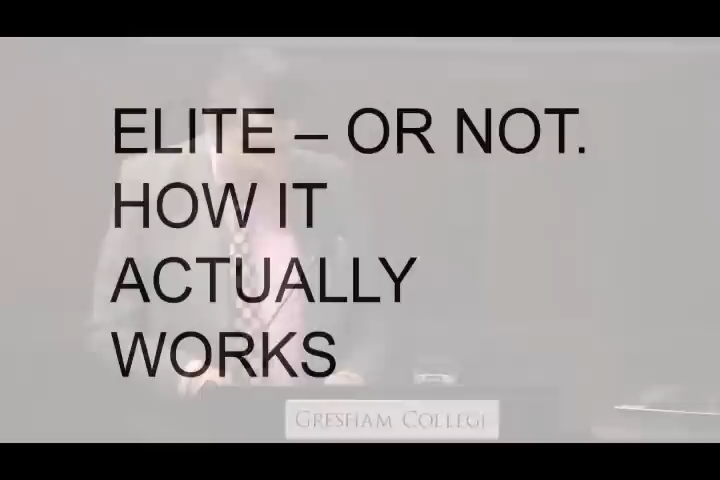 ELITE – OR NOT.
HOW IT
ACTUALLY
WORKS
GRESHAM COLLEGE